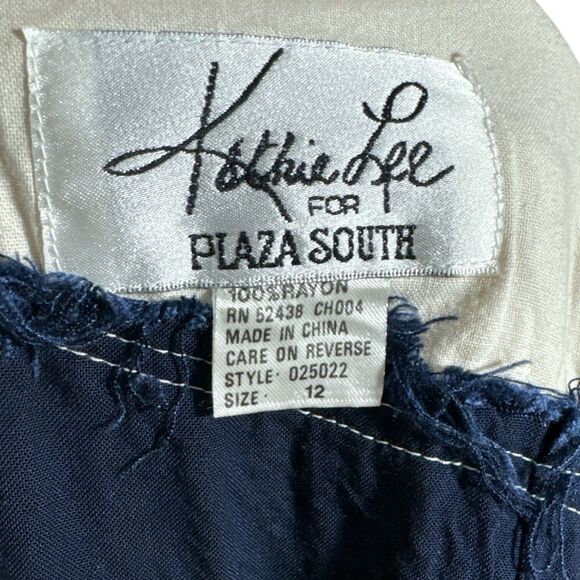 Kathie Lee
FOR
PLAZA SOUTH
100% RAYON
RN 52438 CH004
MADE IN CHINA
CARE ON REVERSE
STYLE· 025022
SIZE· 12